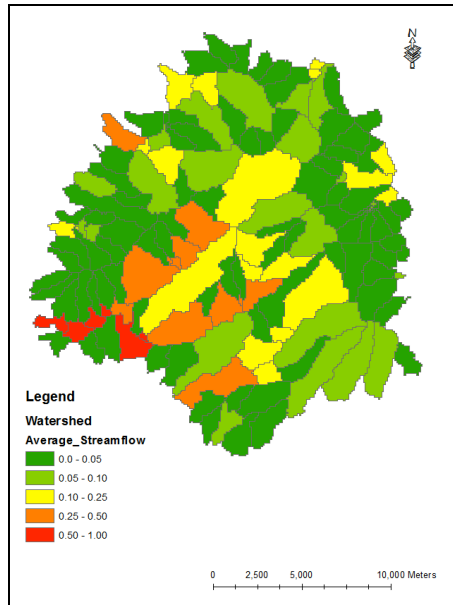 N
Legend
Watershed
Average_Streamflow
0.0 - 0.05
0.05 - 0.10
0.10 - 0.25
0.25 - 0.50
0.50 - 1.00
0 2,500 5,000 10,000 Meters